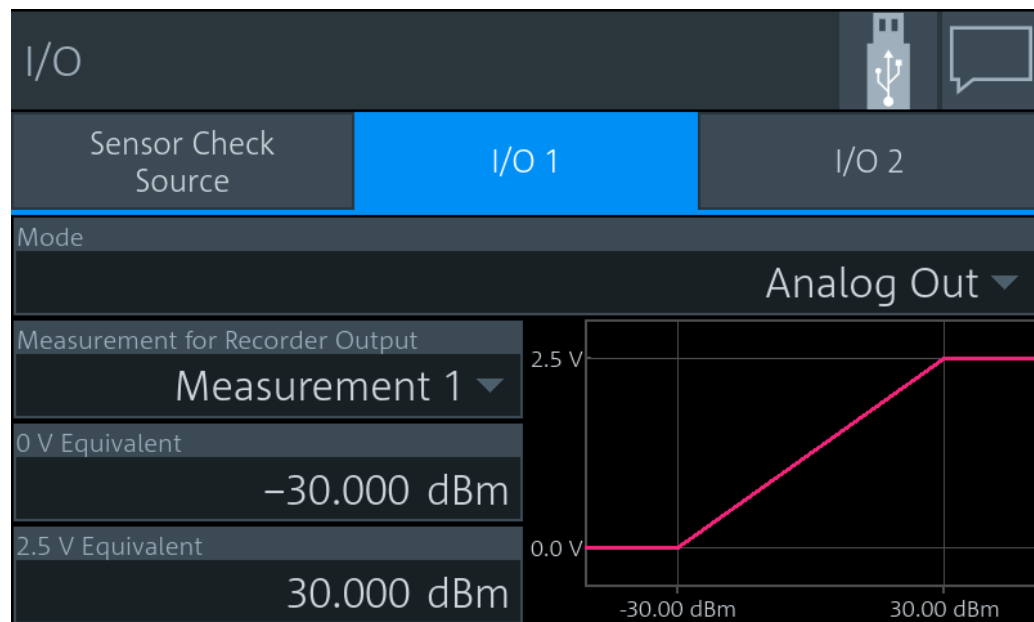 I/O
Sensor Check
Source
I/O 1
I/O 2
Mode
Analog Out
Measurement for Recorder Output
Measurement 1
0 V Equivalent
−30.000 dBm
2.5 V Equivalent
30.000 dBm
2.5 V
0.0 V
-30.00 dBm
30.00 dBm